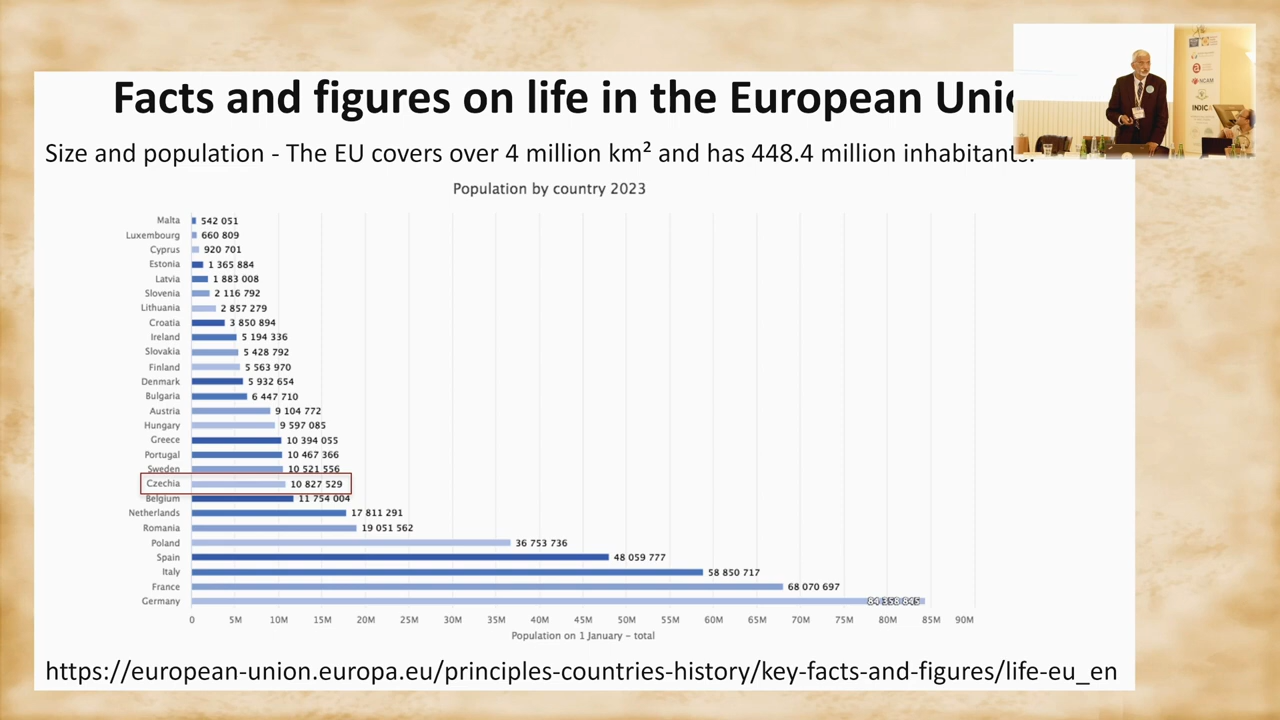 Facts and figures on life in the European Unio
Size and population - The EU covers over 4 million km² and has 448.4 million inhabitants.
Population by country 2023
Malta 542 051
Luxembourg 660 809
Cyprus 920 701
Estonia 1 365 884
Latvia 1 883 008
Slovenia 2 116 792
Lithuania 2 857 279
Croatia 3 850 894
Ireland 5 194 336
Slovakia 5 428 792
Finland 5 563 970
Denmark 5 932 654
Bulgaria 6 447 710
Austria 9 104 772
Hungary 9 597 085
Greece 10 394 055
Portugal 10 467 366
Sweden 10 521 556
Czechia 10 827 529
Belgium 11 754 004
Netherlands 17 811 291
Romania 19 051 562
Poland 36 753 736
Spain 48 059 777
Italy 58 850 717
France 68 070 697
Germany 84 358 845
0 5M 10M 15M 20M 25M 30M 35M 40M 45M 50M 55M 60M 65M 70M 75M 80M 85M 90M
Population on 1 January – total
https://european-union.europa.eu/principles-countries-history/key-facts-and-figures/life-eu_en
NCAM
INDICA